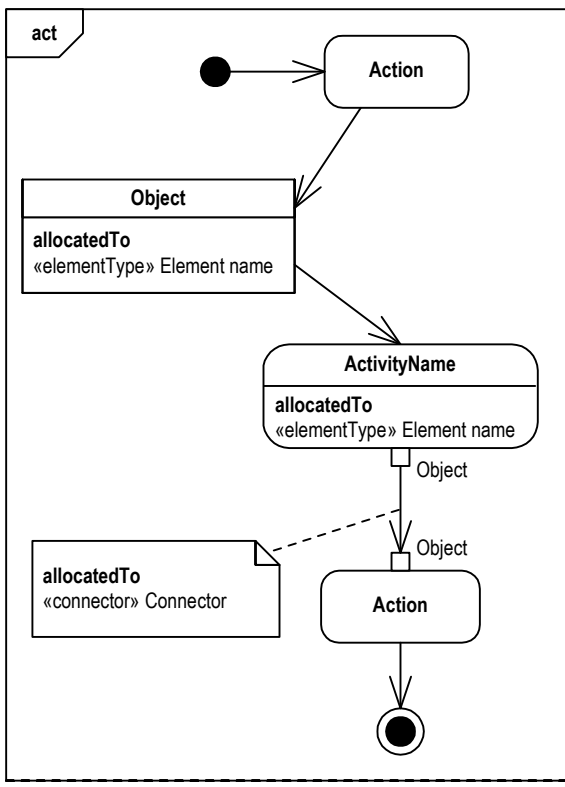 act
Action
Object
allocatedTo
«elementType» Element name
ActivityName
allocatedTo
«elementType» Element name
Object
Object
allocatedTo
«connector» Connector
Action